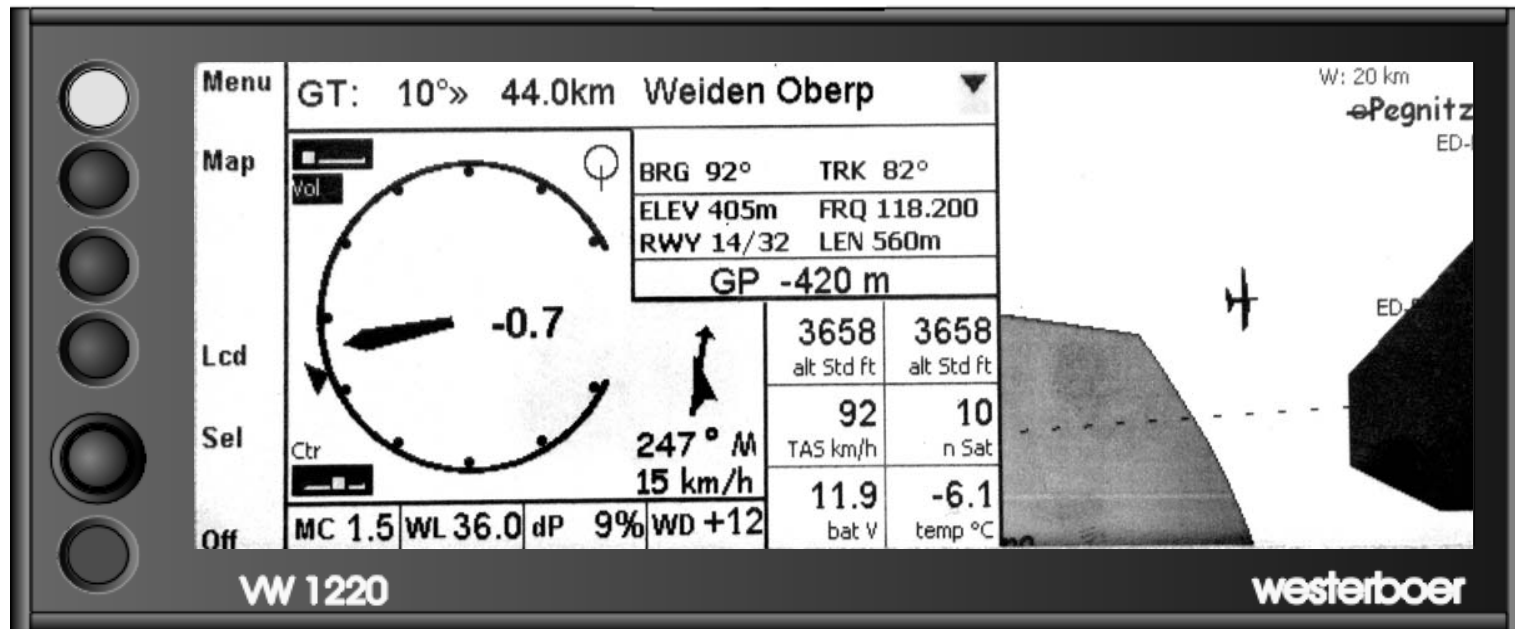 Menu
Map
Lcd
Sel
Off
GT: 10°» 44.0km Weiden Oberp
Vol
BRG 92° TRK 82°
ELEV 405m FRQ 118.200
RWY 14/32 LEN 560m
GP -420 m
-0.7
Ctr
247° M
15 km/h
3658 3658
alt Std ft alt Std ft
92 10
TAS km/h n Sat
11.9 -6.1
bat V temp °C
MC 1.5 WL 36.0 dP 9% WD +12
W: 20 km
Pegnitz
ED-
ED-
VW 1220
westerboer